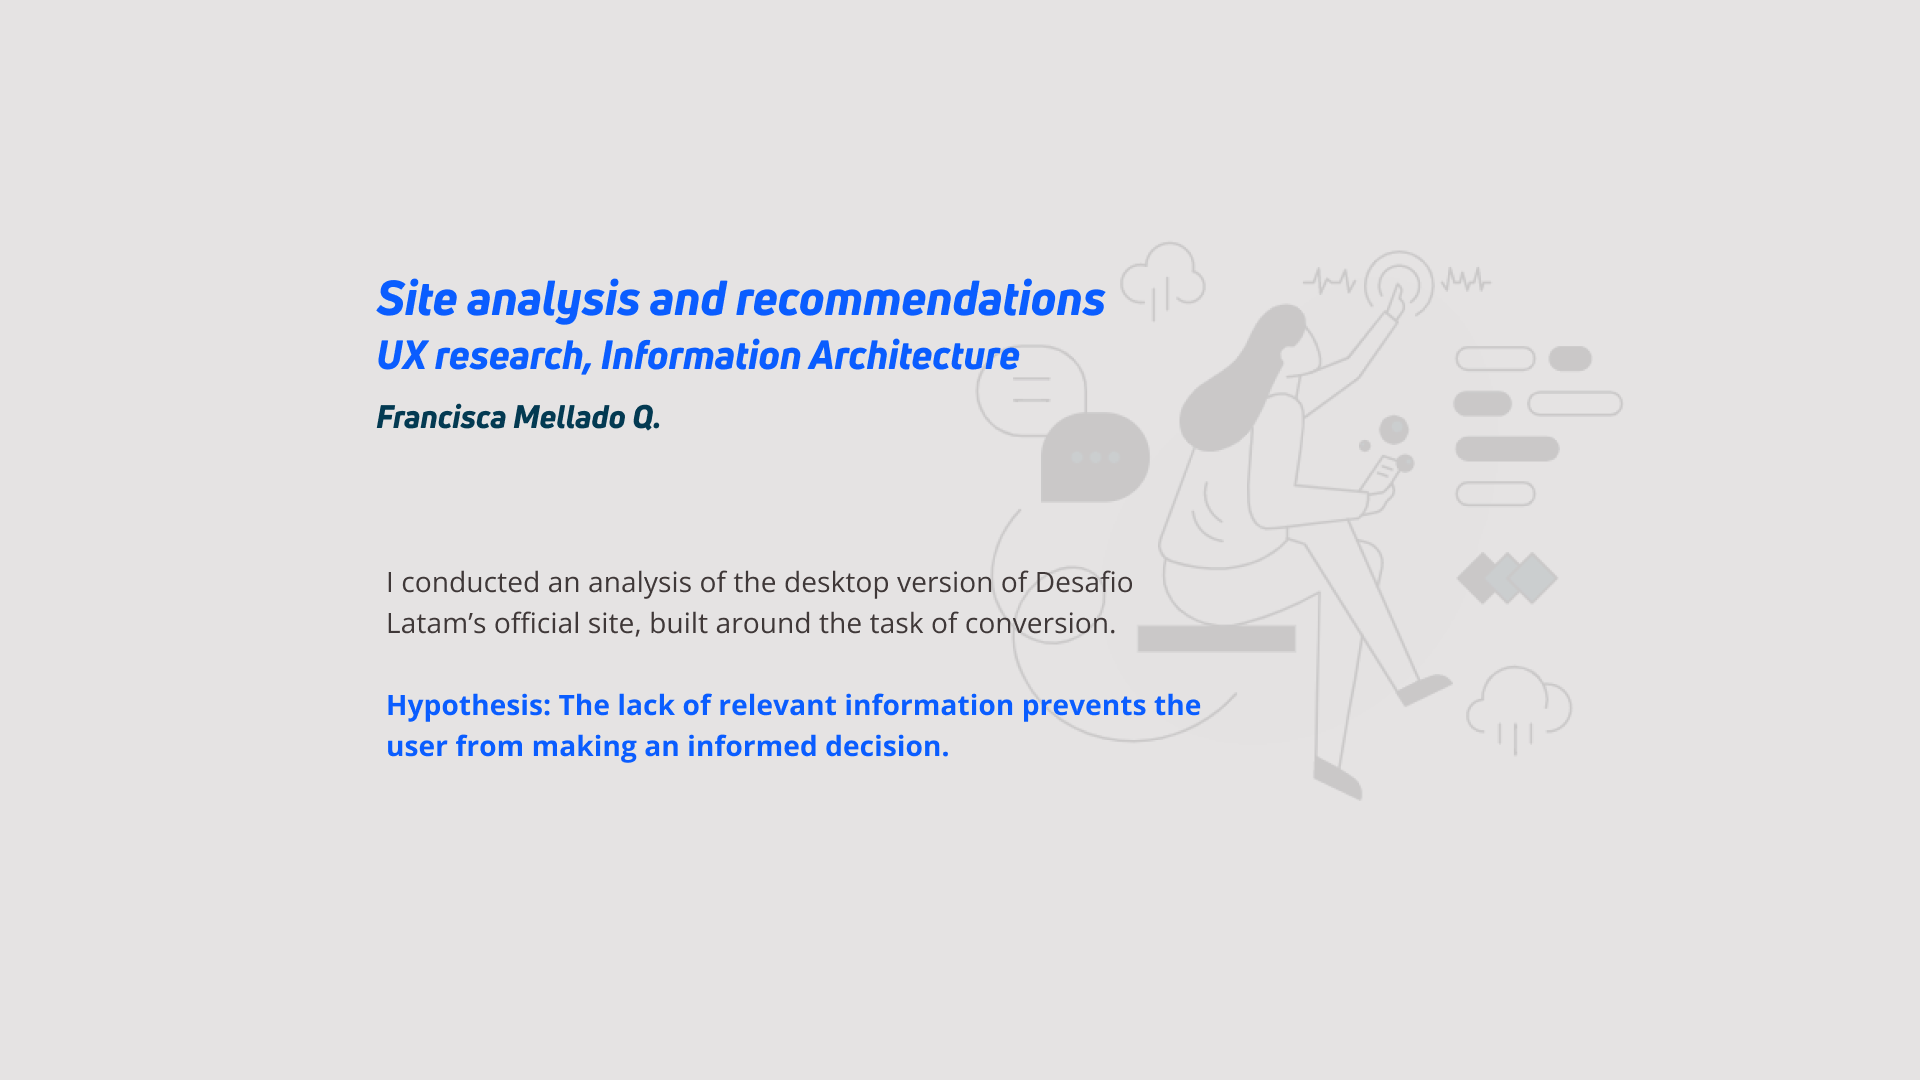 Site analysis and recommendations
UX research, Information Architecture
Francisca Mellado Q.
I conducted an analysis of the desktop version of Desafio
Latam’s official site, built around the task of conversion.
Hypothesis: The lack of relevant information prevents the
user from making an informed decision.